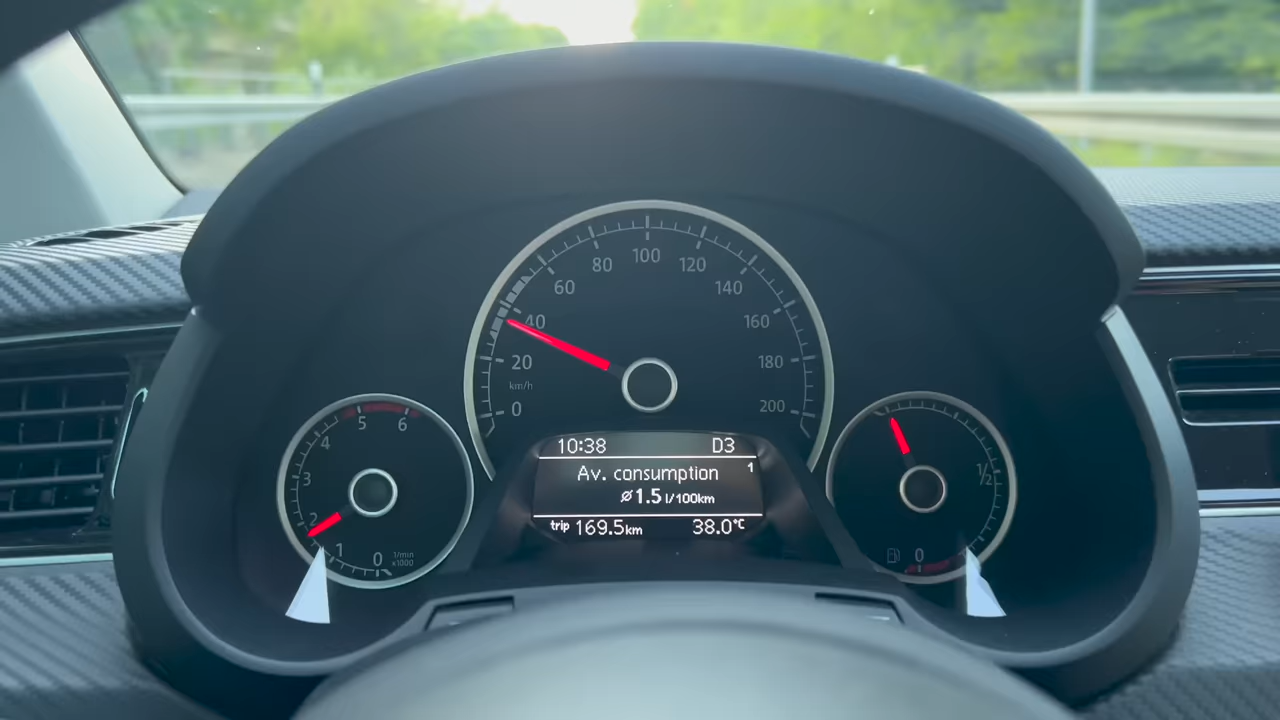 100
80
120
60
140
40
160
20
180
km/h
0
200
5
6
4
3
2
1
0
1/min
x1000
1/2
0
10:38 D3
Av. consumption 1
ø1.5 l/100km
trip 169.5km 38.0°C